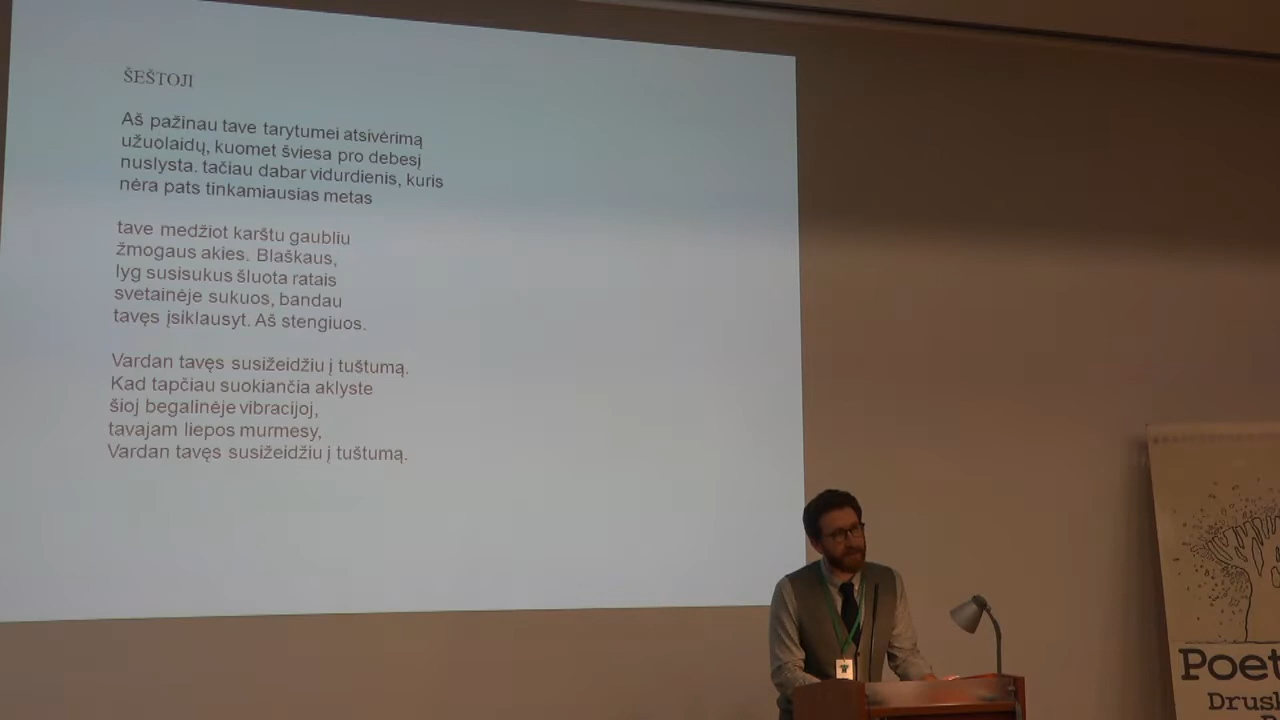 ŠEŠTOJI
Aš pažinau tave tarytumei atsivėrimą
užuolaidų, kuomet šviesa pro debesį
nuslysta. tačiau dabar vidurdienis, kuris
nėra pats tinkamiausias metas
tave medžiot karštu gaubliu
žmogaus akies. Blaškaus,
lyg susisukus šluota ratais
svetainėje sukuos, bandau
tavęs įsiklausyt. Aš stengiuos.
Vardan tavęs susižeidžiu į tuštumą.
Kad tapčiau suokiančia aklyste
šioj begalinėje vibracijoj,
tavajam liepos murmesy,
Vardan tavęs susižeidžiu į tuštumą.
Poet
Drusk